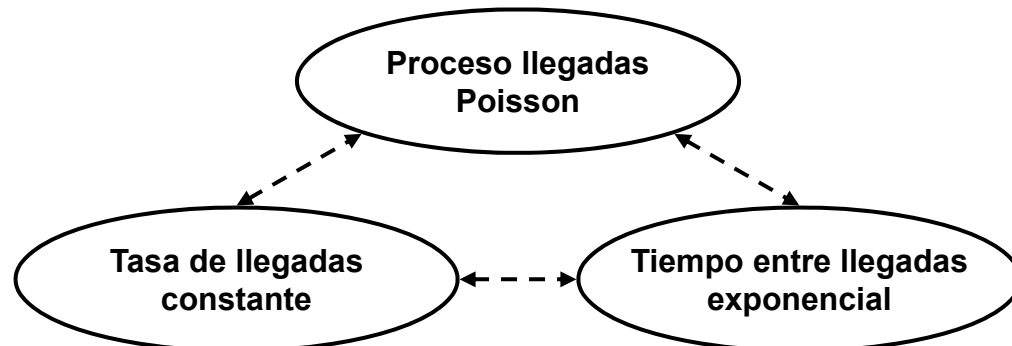 Proceso llegadas
Poisson
Tasa de llegadas
constante
Tiempo entre llegadas
exponencial